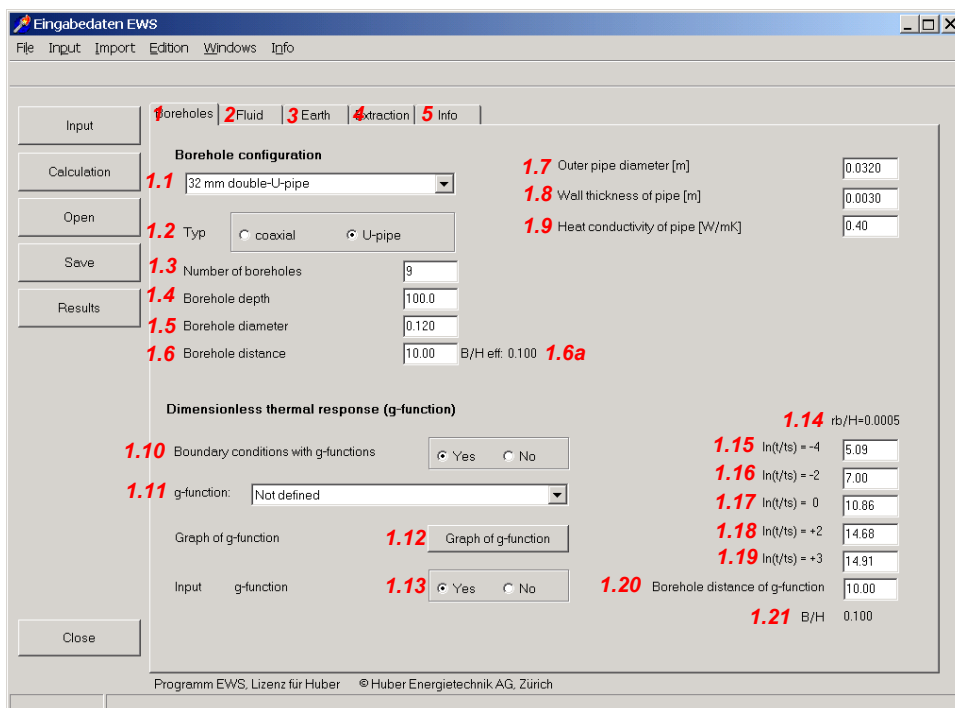 Eingabedaten EWS
File Input Import Edition Windows Info
1 Boreholes 2 Fluid 3 Earth 4 Extraction 5 Info
Input
Calculation
Open
Save
Results
Close
Borehole configuration
1.1 32 mm double-U-pipe
1.2 Typ coaxial U-pipe
1.3 Number of boreholes 9
1.4 Borehole depth 100.0
1.5 Borehole diameter 0.120
1.6 Borehole distance 10.00 B/H eff: 0.100 1.6a
1.7 Outer pipe diameter [m] 0.0320
1.8 Wall thickness of pipe [m] 0.0030
1.9 Heat conductivity of pipe [W/mK] 0.40
Dimensionless thermal response (g-function)
1.10 Boundary conditions with g-functions Yes No
1.11 g-function: Not defined
Graph of g-function 1.12 Graph of g-function
Input g-function 1.13 Yes No
1.14 rb/H=0.0005
1.15 ln(t/ts) = -4 5.09
1.16 ln(t/ts) = -2 7.00
1.17 ln(t/ts) = 0 10.86
1.18 ln(t/ts) = +2 14.68
1.19 ln(t/ts) = +3 14.91
1.20 Borehole distance of g-function 10.00
1.21 B/H 0.100
Programm EWS, Lizenz für Huber © Huber Energietechnik AG, Zürich